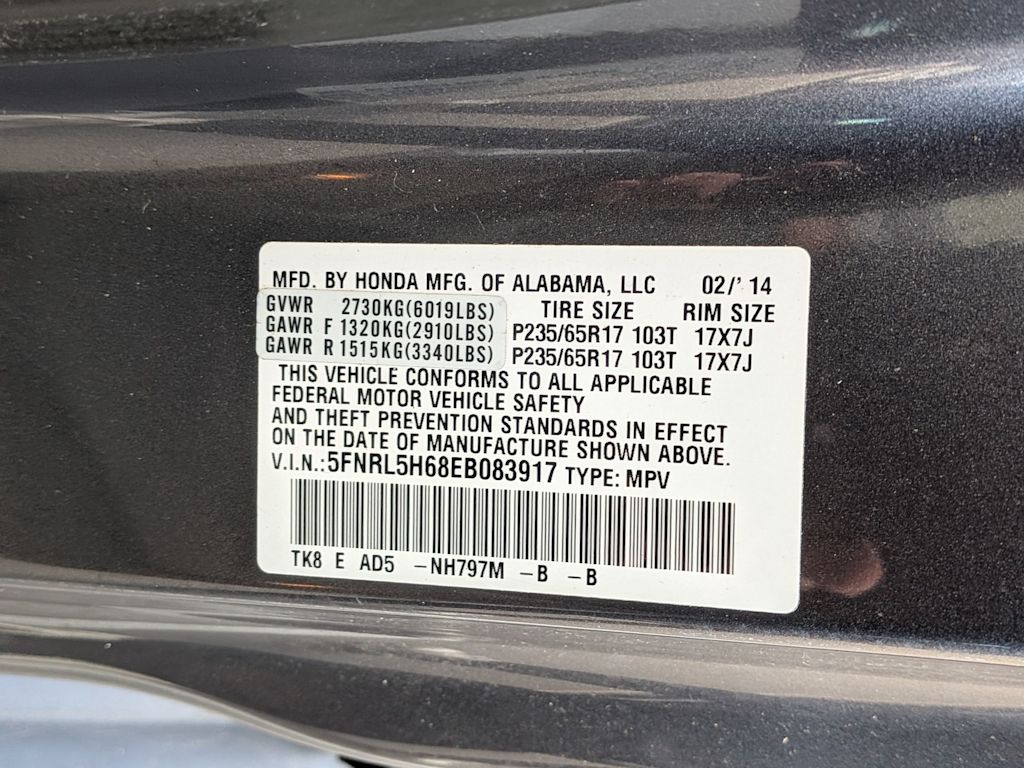 MFD. BY HONDA MFG. OF ALABAMA, LLC 02/'14
GVWR 2730KG(6019LBS) TIRE SIZE RIM SIZE
GAWR F 1320KG(2910LBS) P235/65R17 103T 17X7J
GAWR R 1515KG(3340LBS) P235/65R17 103T 17X7J
THIS VEHICLE CONFORMS TO ALL APPLICABLE
FEDERAL MOTOR VEHICLE SAFETY
AND THEFT PREVENTION STANDARDS IN EFFECT
ON THE DATE OF MANUFACTURE SHOWN ABOVE.
V.I.N.:5FNRL5H68EB083917 TYPE: MPV
TK8 E AD5 -NH797M -B -B